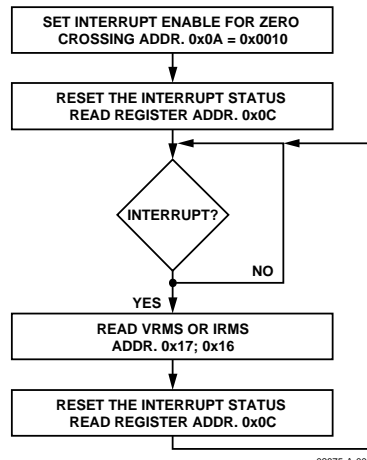 SET INTERRUPT ENABLE FOR ZERO
CROSSING ADDR. 0x0A = 0x0010
RESET THE INTERRUPT STATUS
READ REGISTER ADDR. 0x0C
INTERRUPT?
NO
YES
READ VRMS OR IRMS
ADDR. 0x17; 0x16
RESET THE INTERRUPT STATUS
READ REGISTER ADDR. 0x0C